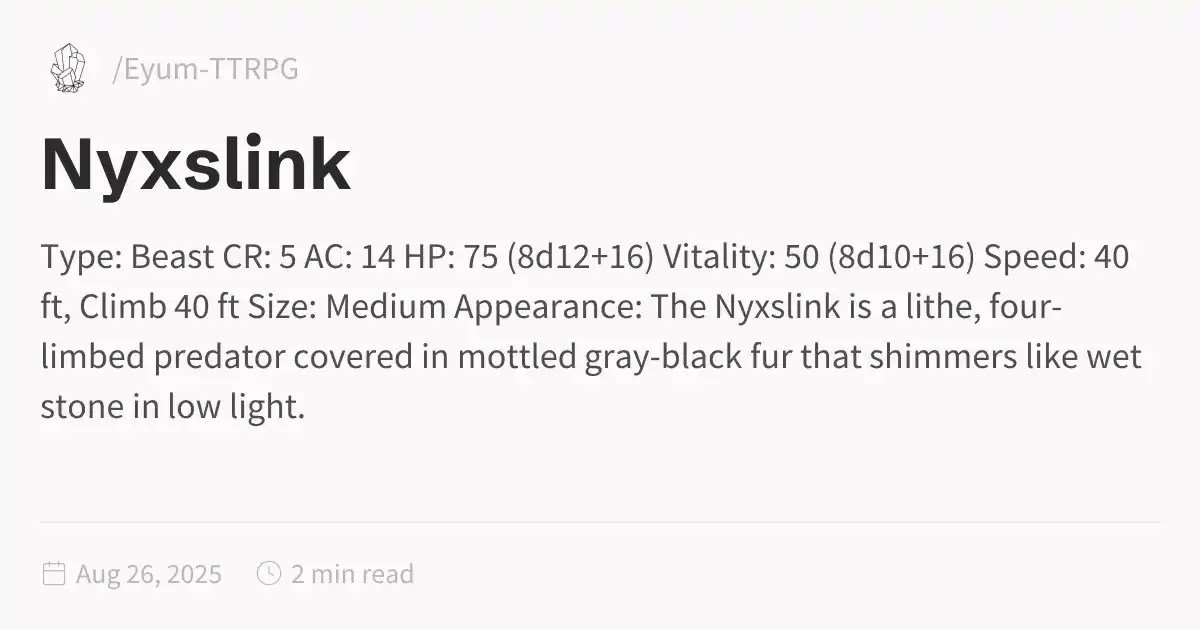 /Eyum-TTRPG
Nyxslink
Type: Beast CR: 5 AC: 14 HP: 75 (8d12+16) Vitality: 50 (8d10+16) Speed: 40
ft, Climb 40 ft Size: Medium Appearance: The Nyxslink is a lithe, four-
limbed predator covered in mottled gray-black fur that shimmers like wet
stone in low light.
Aug 26, 2025 2 min read